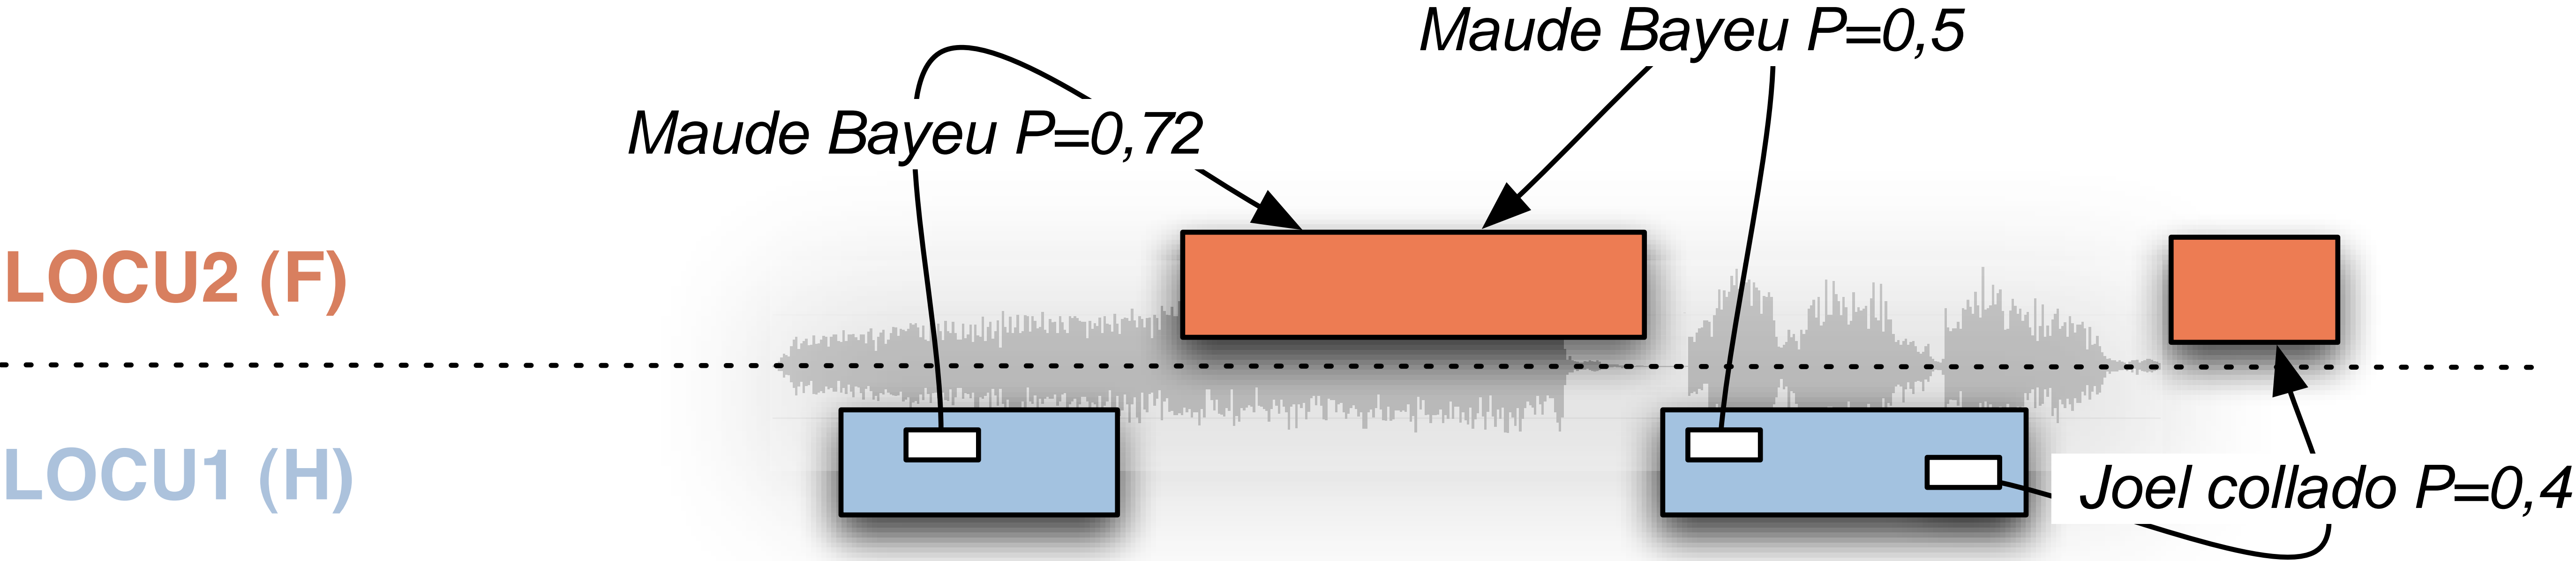 Maude Bayeu P=0,5
Maude Bayeu P=0,72
LOCU2 (F)
LOCU1 (H)
Joel collado P=0,4